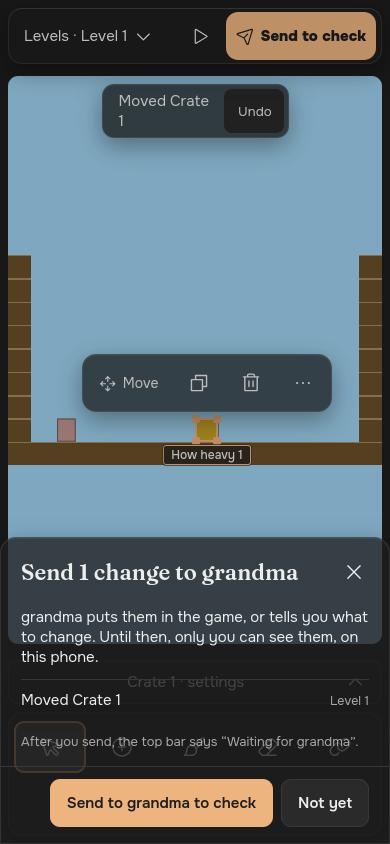 Levels · Level 1
Send to check
Moved Crate
1
Undo
Move
How heavy 1
Send 1 change to grandma
grandma puts them in the game, or tells you what
to change. Until then, only you can see them, on
this phone.
Crate 1 · settings
Moved Crate 1
Level 1
After you send, the top bar says “Waiting for grandma”.
Send to grandma to check
Not yet